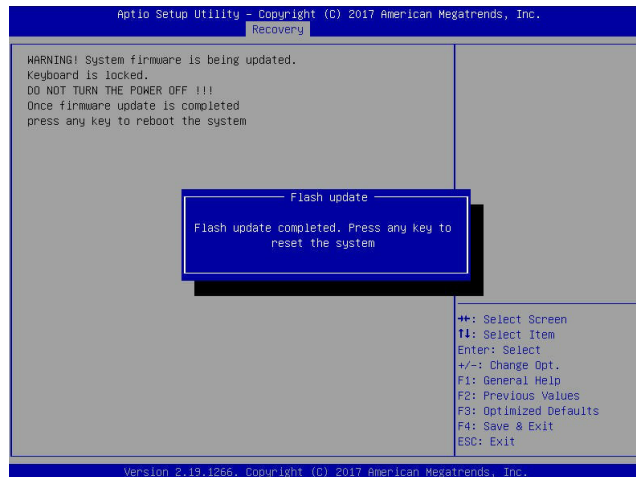 Aptio Setup Utility – Copyright (C) 2017 American Megatrends, Inc.
Recovery
WARNING! System firmware is being updated.
Keyboard is locked.
DO NOT TURN THE POWER OFF !!!
Once firmware update is completed
press any key to reboot the system
Flash update
Flash update completed. Press any key to
reset the system
→←: Select Screen
↑↓: Select Item
Enter: Select
+/-: Change Opt.
F1: General Help
F2: Previous Values
F3: Optimized Defaults
F4: Save & Exit
ESC: Exit
Version 2.19.1266. Copyright (C) 2017 American Megatrends, Inc.